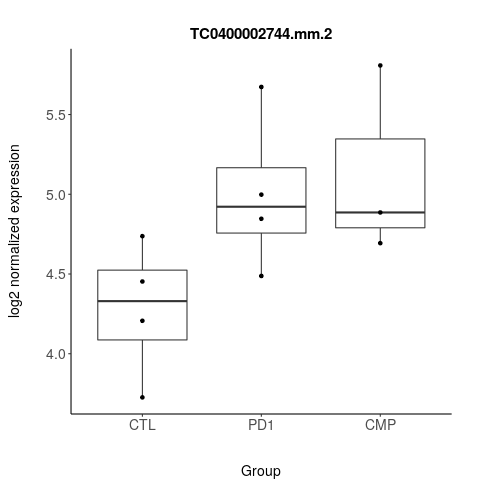 TC0400002744.mm.2
log2 normalized expression
5.5
5.0
4.5
4.0
CTL PD1 CMP
Group